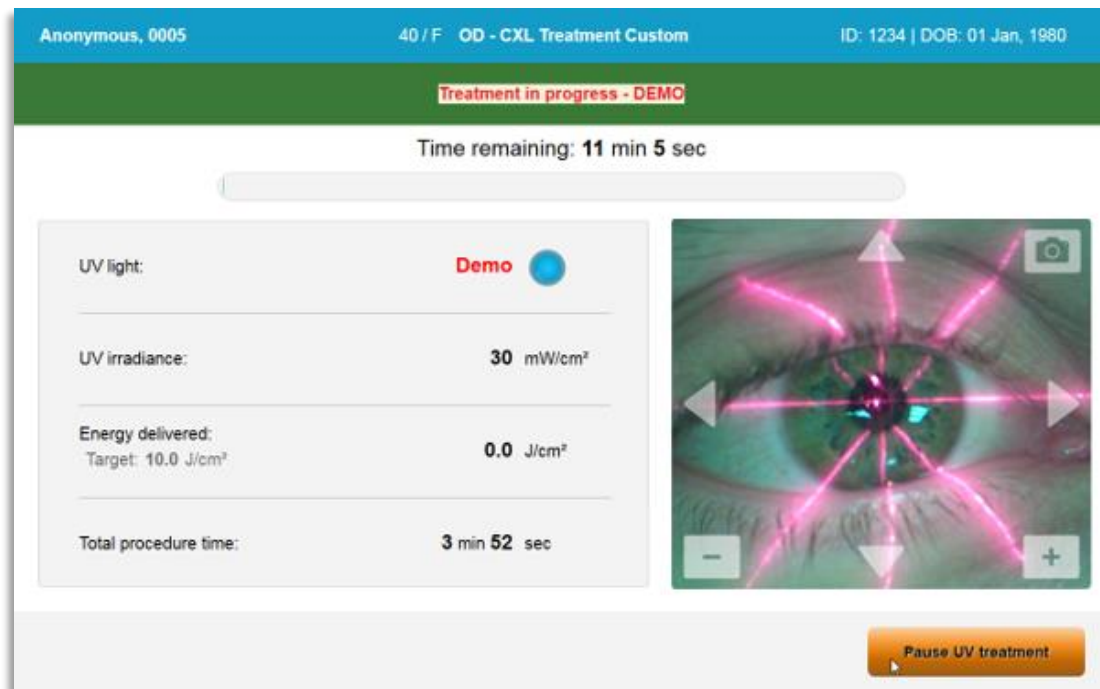 Anonymous, 0005 40 / F OD - CXL Treatment Custom ID: 1234 | DOB: 01 Jan, 1980
Treatment in progress - DEMO
Time remaining: 11 min 5 sec
UV light: Demo
UV irradiance: 30 mW/cm²
Energy delivered:
Target: 10.0 J/cm² 0.0 J/cm²
Total procedure time: 3 min 52 sec
Pause UV treatment